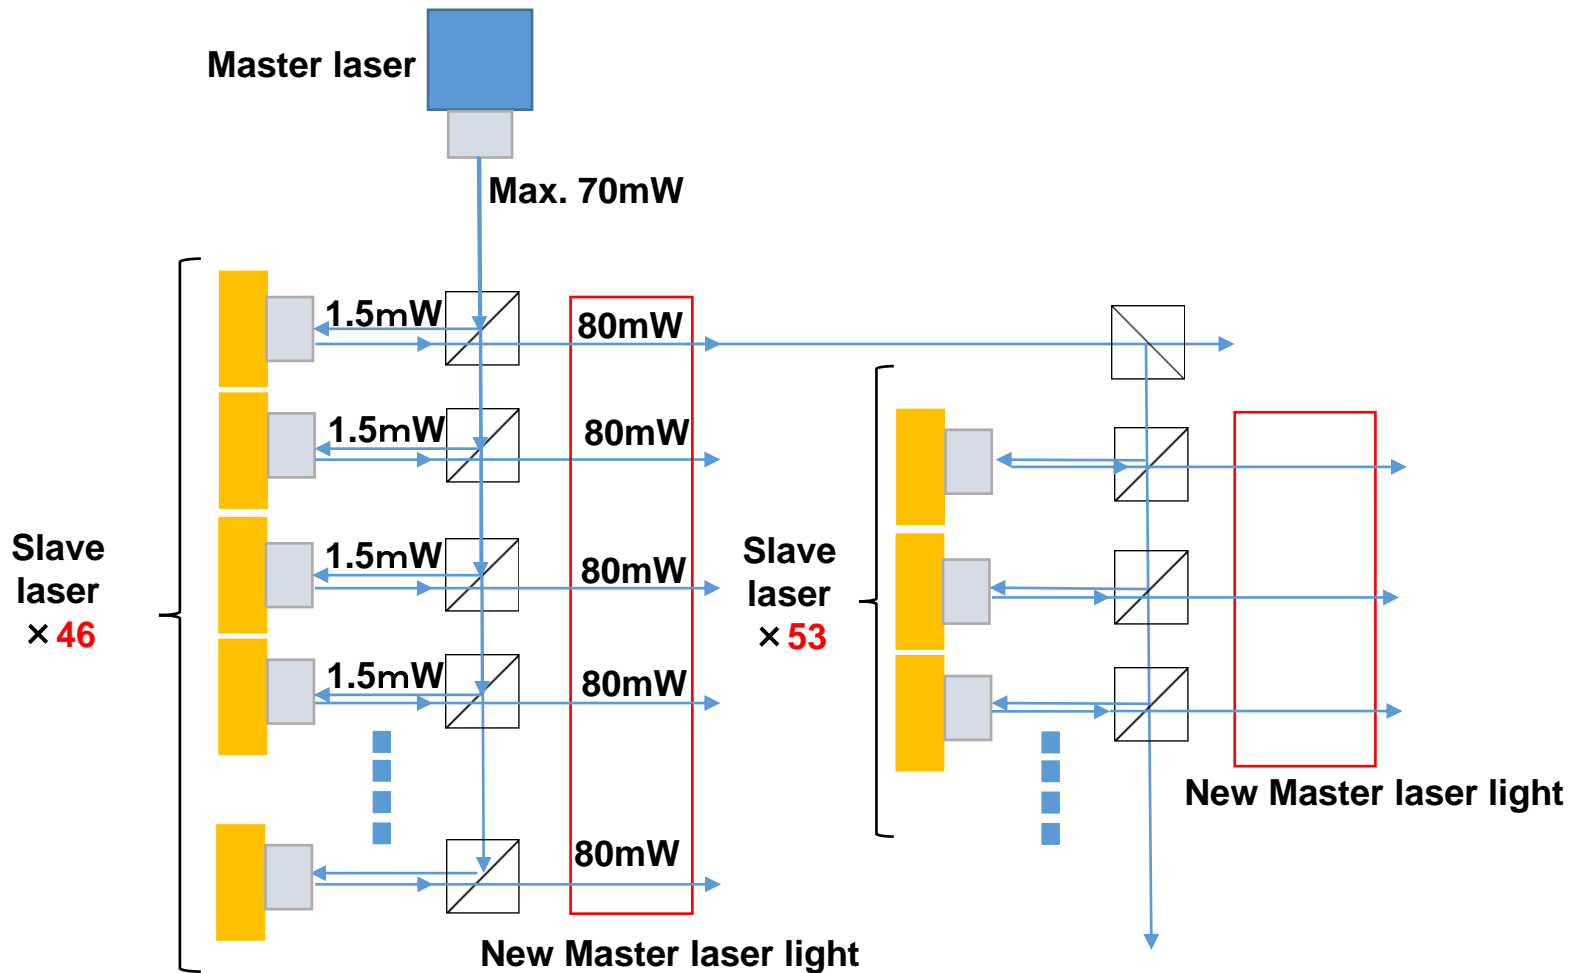 Master laser
Max. 70mW
1.5mW
80mW
1.5mW
80mW
1.5mW
80mW
1.5mW
80mW
80mW
Slave
laser
×46
New Master laser light
Slave
laser
×53
New Master laser light